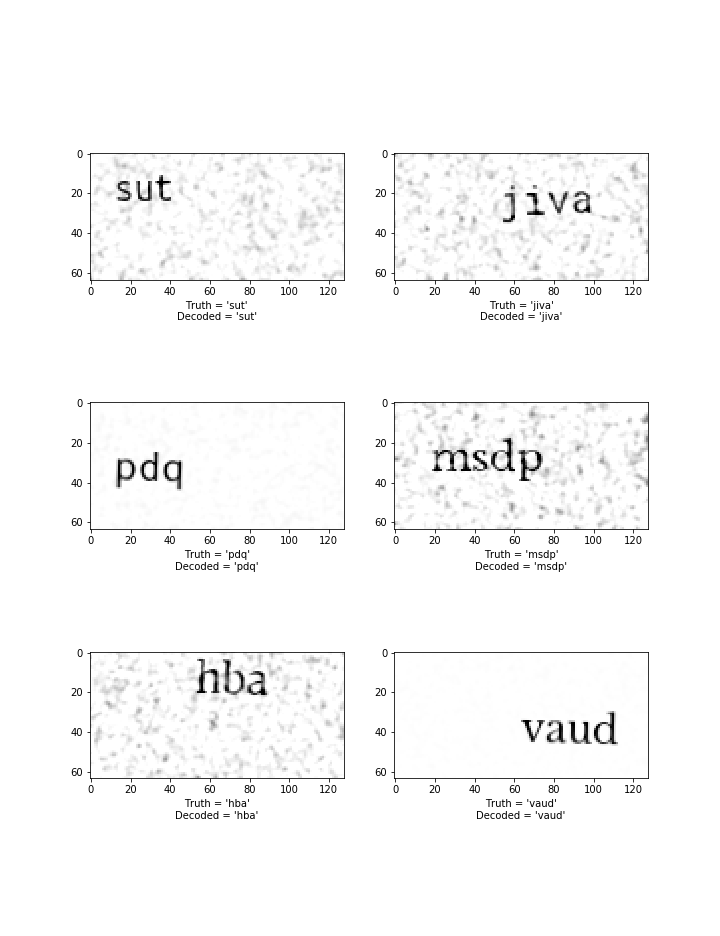 0
20
40
60
sut
0 20 40 60 80 100 120
Truth = 'sut'
Decoded = 'sut'
0
20
40
60
jiva
0 20 40 60 80 100 120
Truth = 'jiva'
Decoded = 'jiva'
0
20
40
60
pdq
0 20 40 60 80 100 120
Truth = 'pdq'
Decoded = 'pdq'
0
20
40
60
msdp
0 20 40 60 80 100 120
Truth = 'msdp'
Decoded = 'msdp'
0
20
40
60
hba
0 20 40 60 80 100 120
Truth = 'hba'
Decoded = 'hba'
0
20
40
60
vaud
0 20 40 60 80 100 120
Truth = 'vaud'
Decoded = 'vaud'